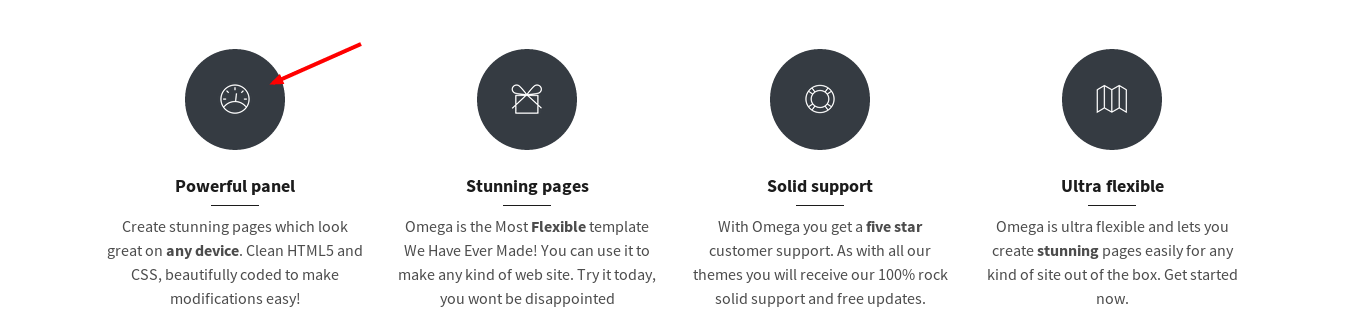 Powerful panel
Create stunning pages which look
great on any device. Clean HTML5 and
CSS, beautifully coded to make
modifications easy!
Stunning pages
Omega is the Most Flexible template
We Have Ever Made! You can use it to
make any kind of web site. Try it today,
you wont be disappointed
Solid support
With Omega you get a five star
customer support. As with all our
themes you will receive our 100% rock
solid support and free updates.
Ultra flexible
Omega is ultra flexible and lets you
create stunning pages easily for any
kind of site out of the box. Get started
now.